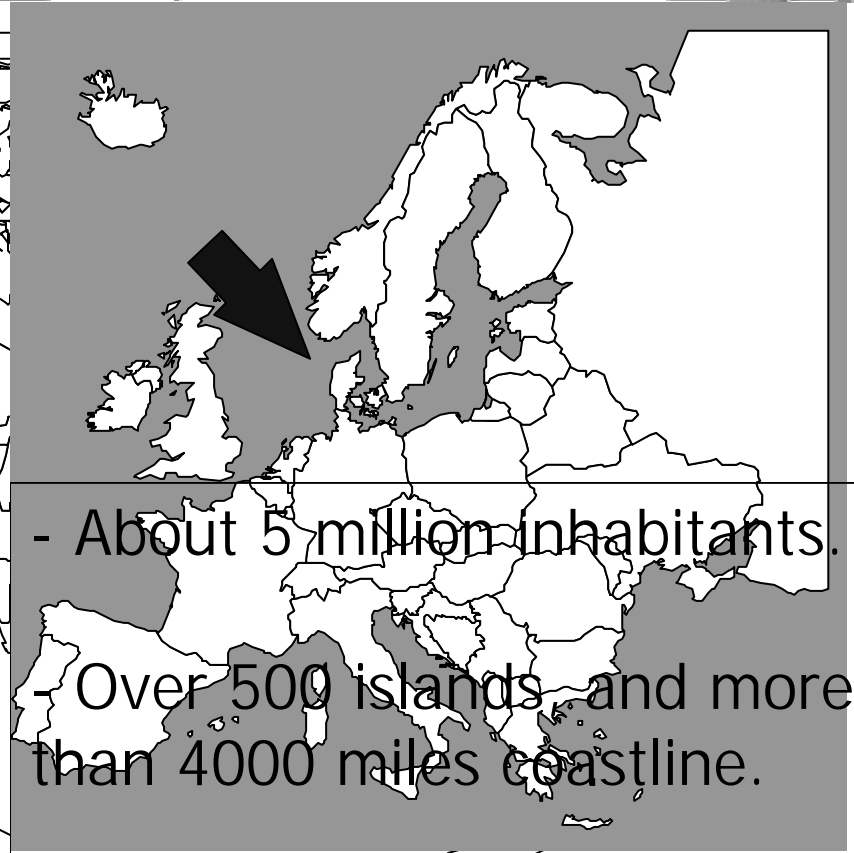 - About 5 million inhabitants.
- Over 500 islands, and more
than 4000 miles coastline.